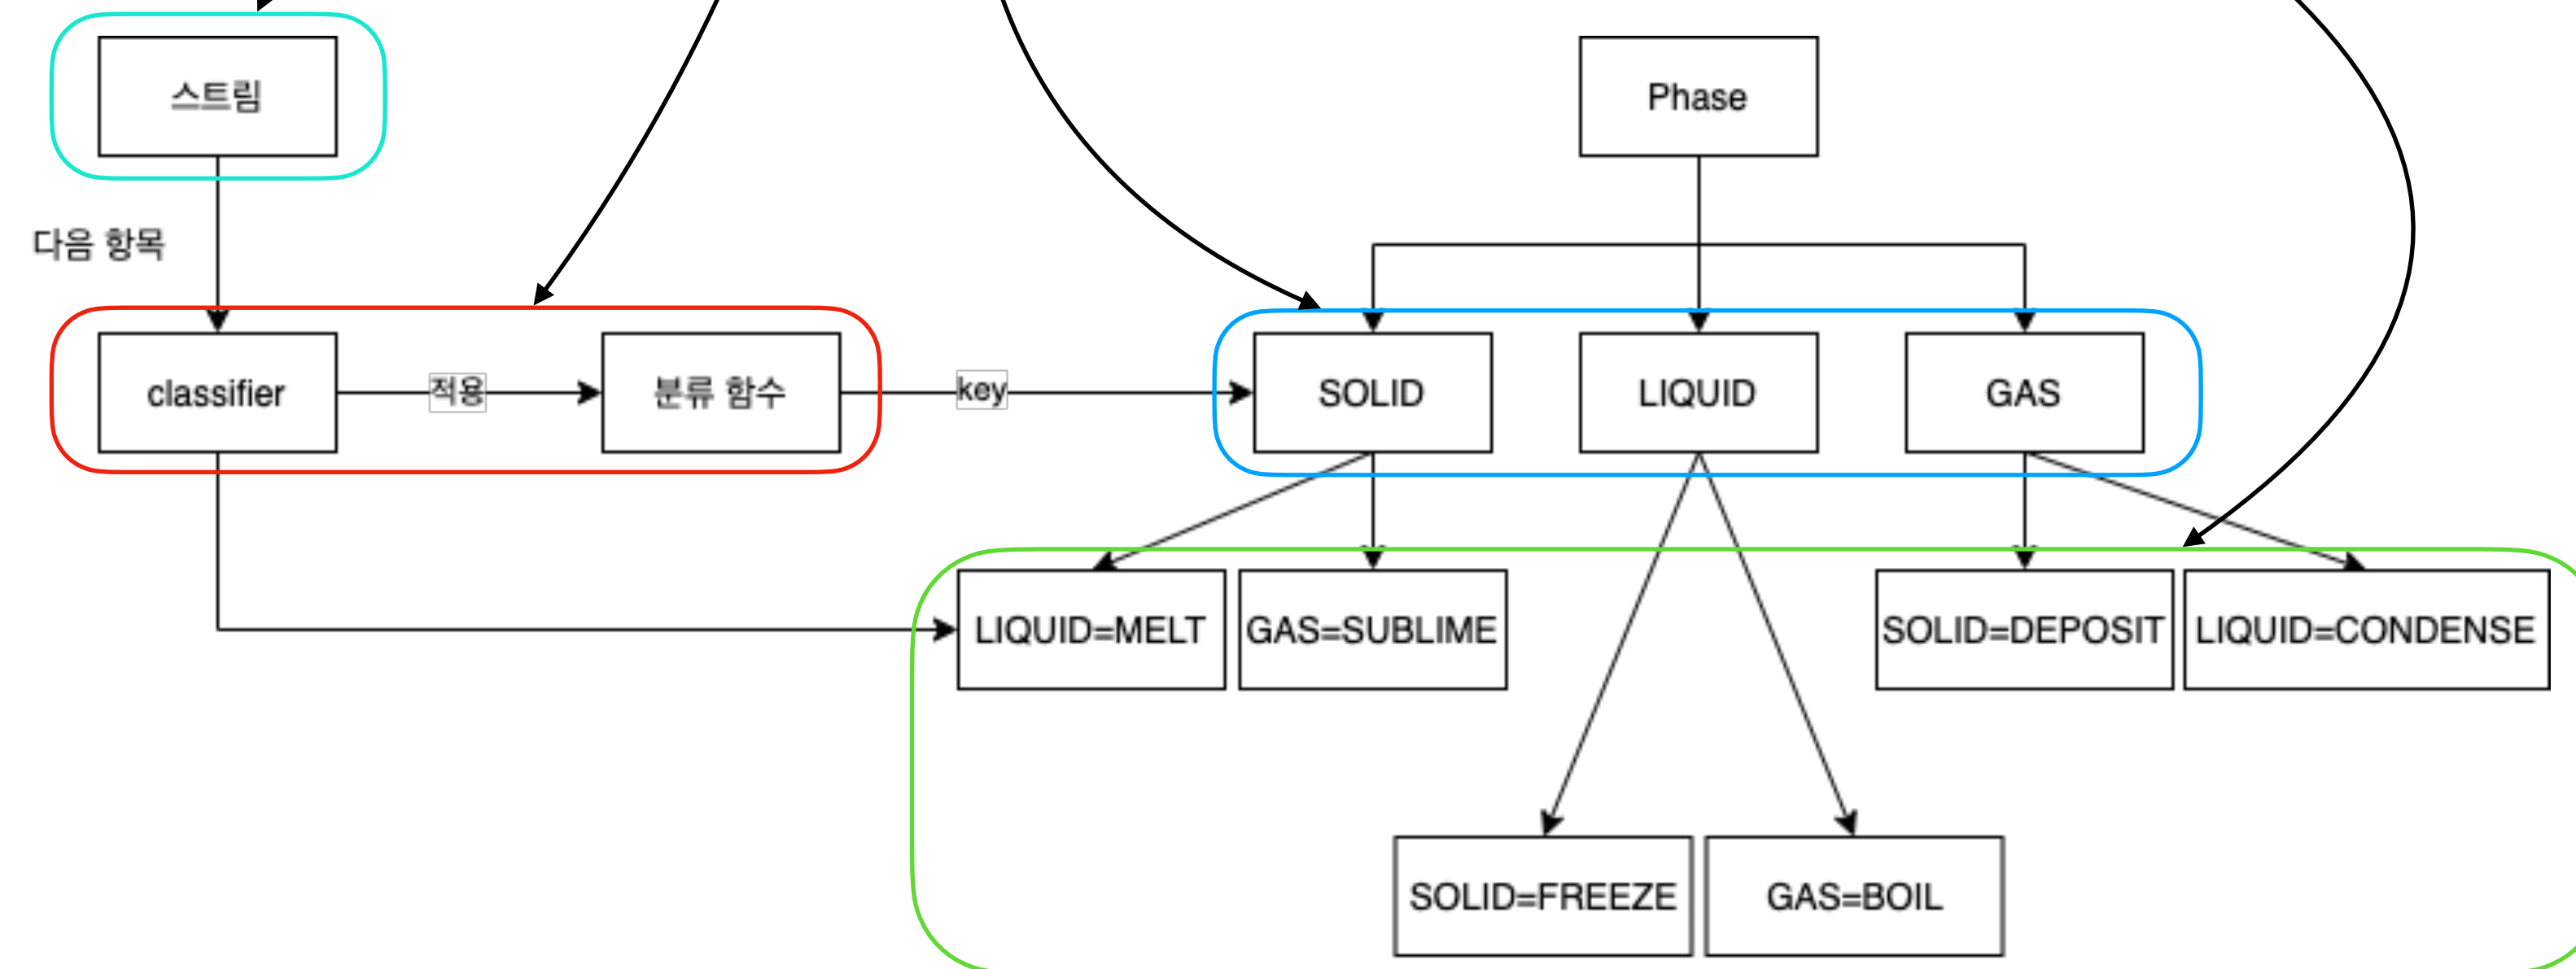 스트림
Phase
다음 항목
classifier
적용
분류 함수
key
SOLID
LIQUID
GAS
LIQUID=MELT
GAS=SUBLIME
SOLID=DEPOSIT
LIQUID=CONDENSE
SOLID=FREEZE
GAS=BOIL